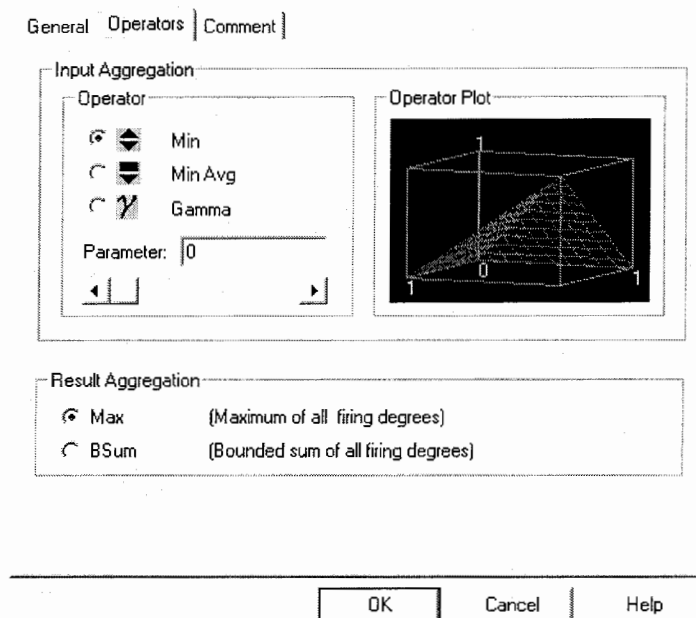 General Operators Comment
Input Aggregation
Operator
Min
Min Avg
γ Gamma
Parameter: 0
Operator Plot
1
0
1
1
Result Aggregation
Max (Maximum of all firing degrees)
BSum (Bounded sum of all firing degrees)
OK Cancel Help